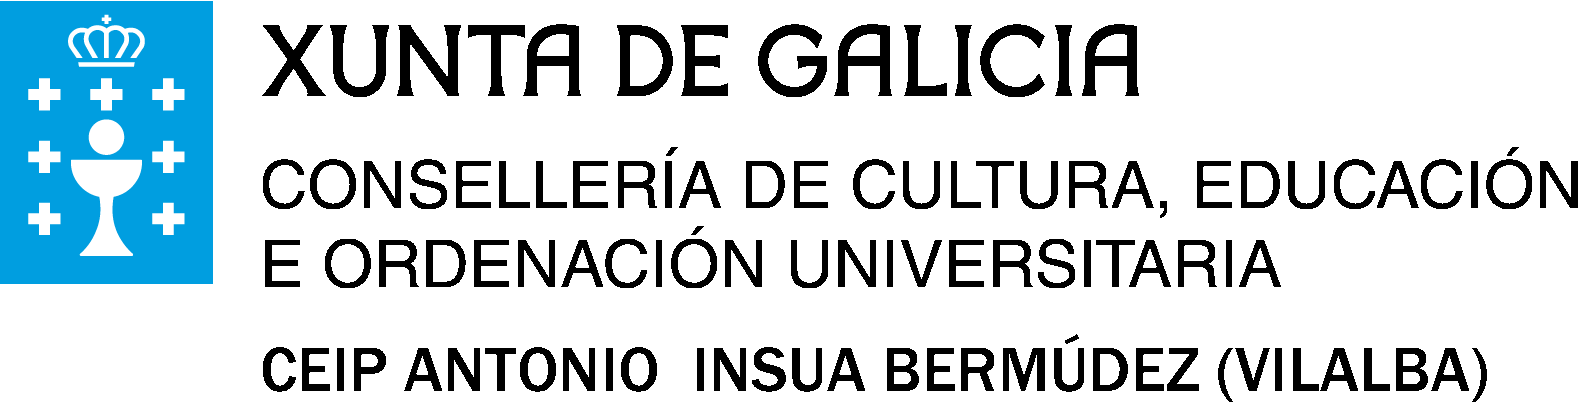 XUNTA DE GALICIA
CONSELLERÍA DE CULTURA, EDUCACIÓN
E ORDENACIÓN UNIVERSITARIA
CEIP ANTONIO INSUA BERMÚDEZ (VILALBA)